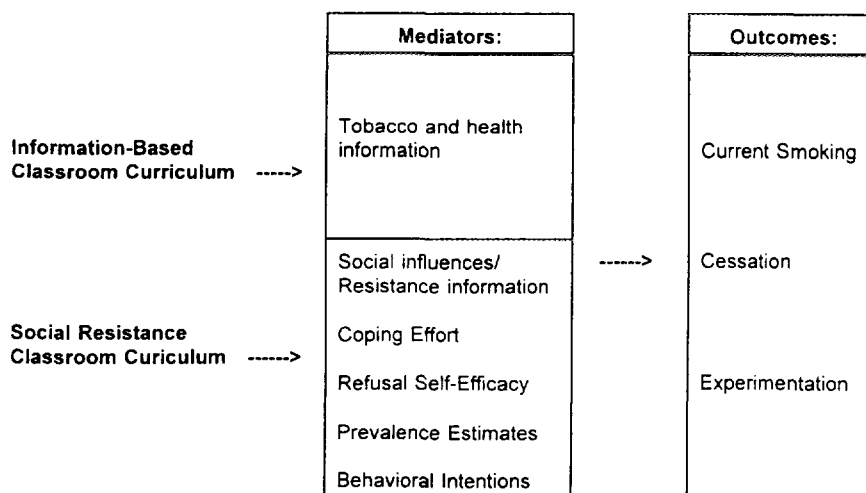 Mediators:
Outcomes:
Information-Based
Classroom Curriculum ----->
Tobacco and health
information
Current Smoking
Social Resistance
Classroom Curiculum ------>
Social influences/
Resistance information
Coping Effort
Refusal Self-Efficacy
Prevalence Estimates
Behavioral Intentions
------>
Cessation
Experimentation